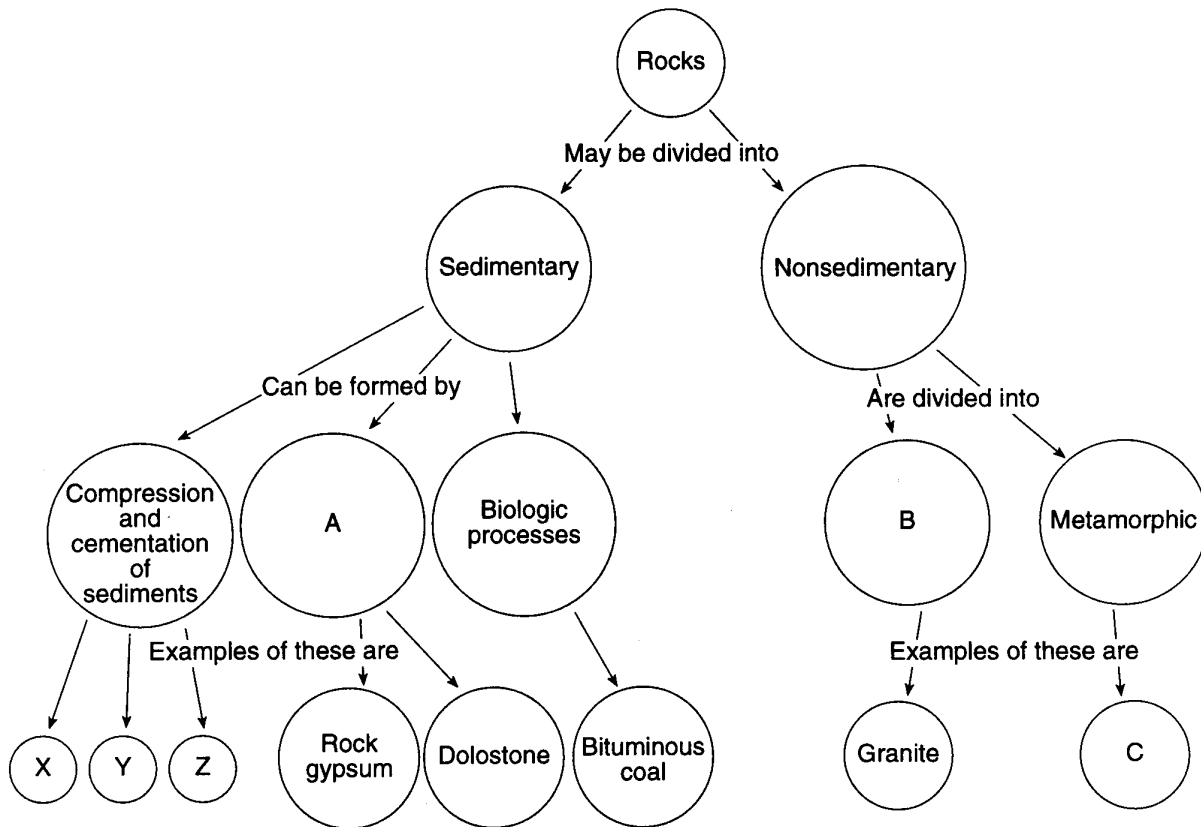 Rocks
May be divided into
Sedimentary
Nonsedimentary
Can be formed by
Are divided into
Compression
and
cementation
of
sediments
A
Biologic
processes
B
Metamorphic
Examples of these are
Examples of these are
X
Y
Z
Rock
gypsum
Dolostone
Bituminous
coal
Granite
C